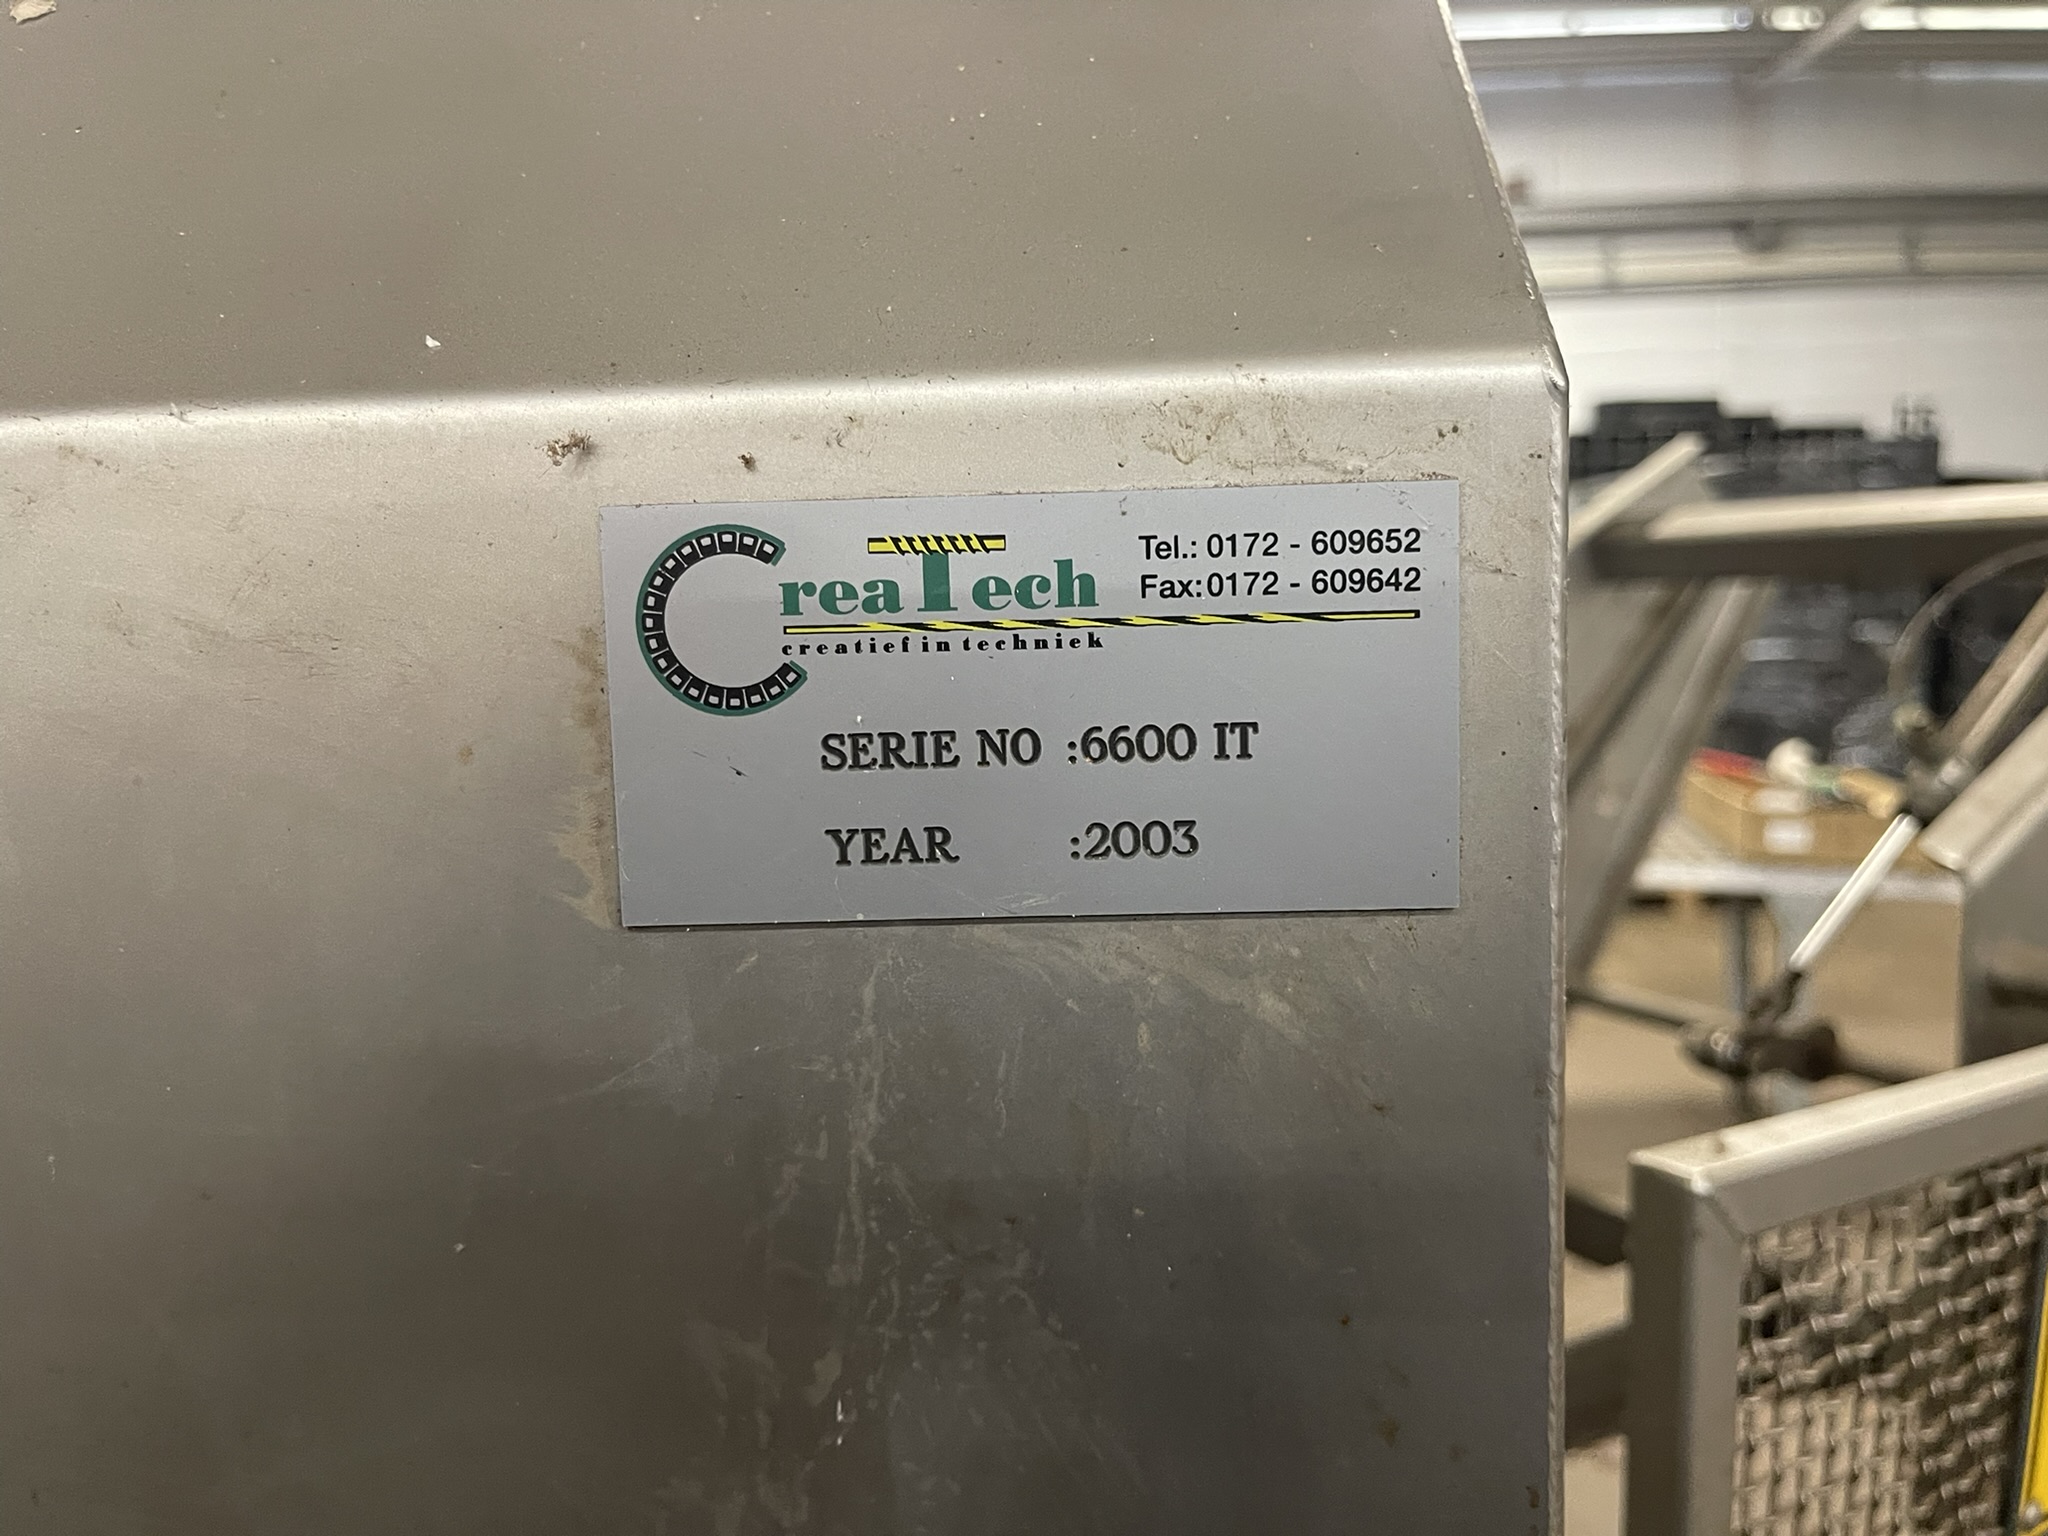 CreaTech
creatief in techniek
Tel.: 0172 - 609652
Fax: 0172 - 609642
SERIE NO :6600 IT
YEAR :2003